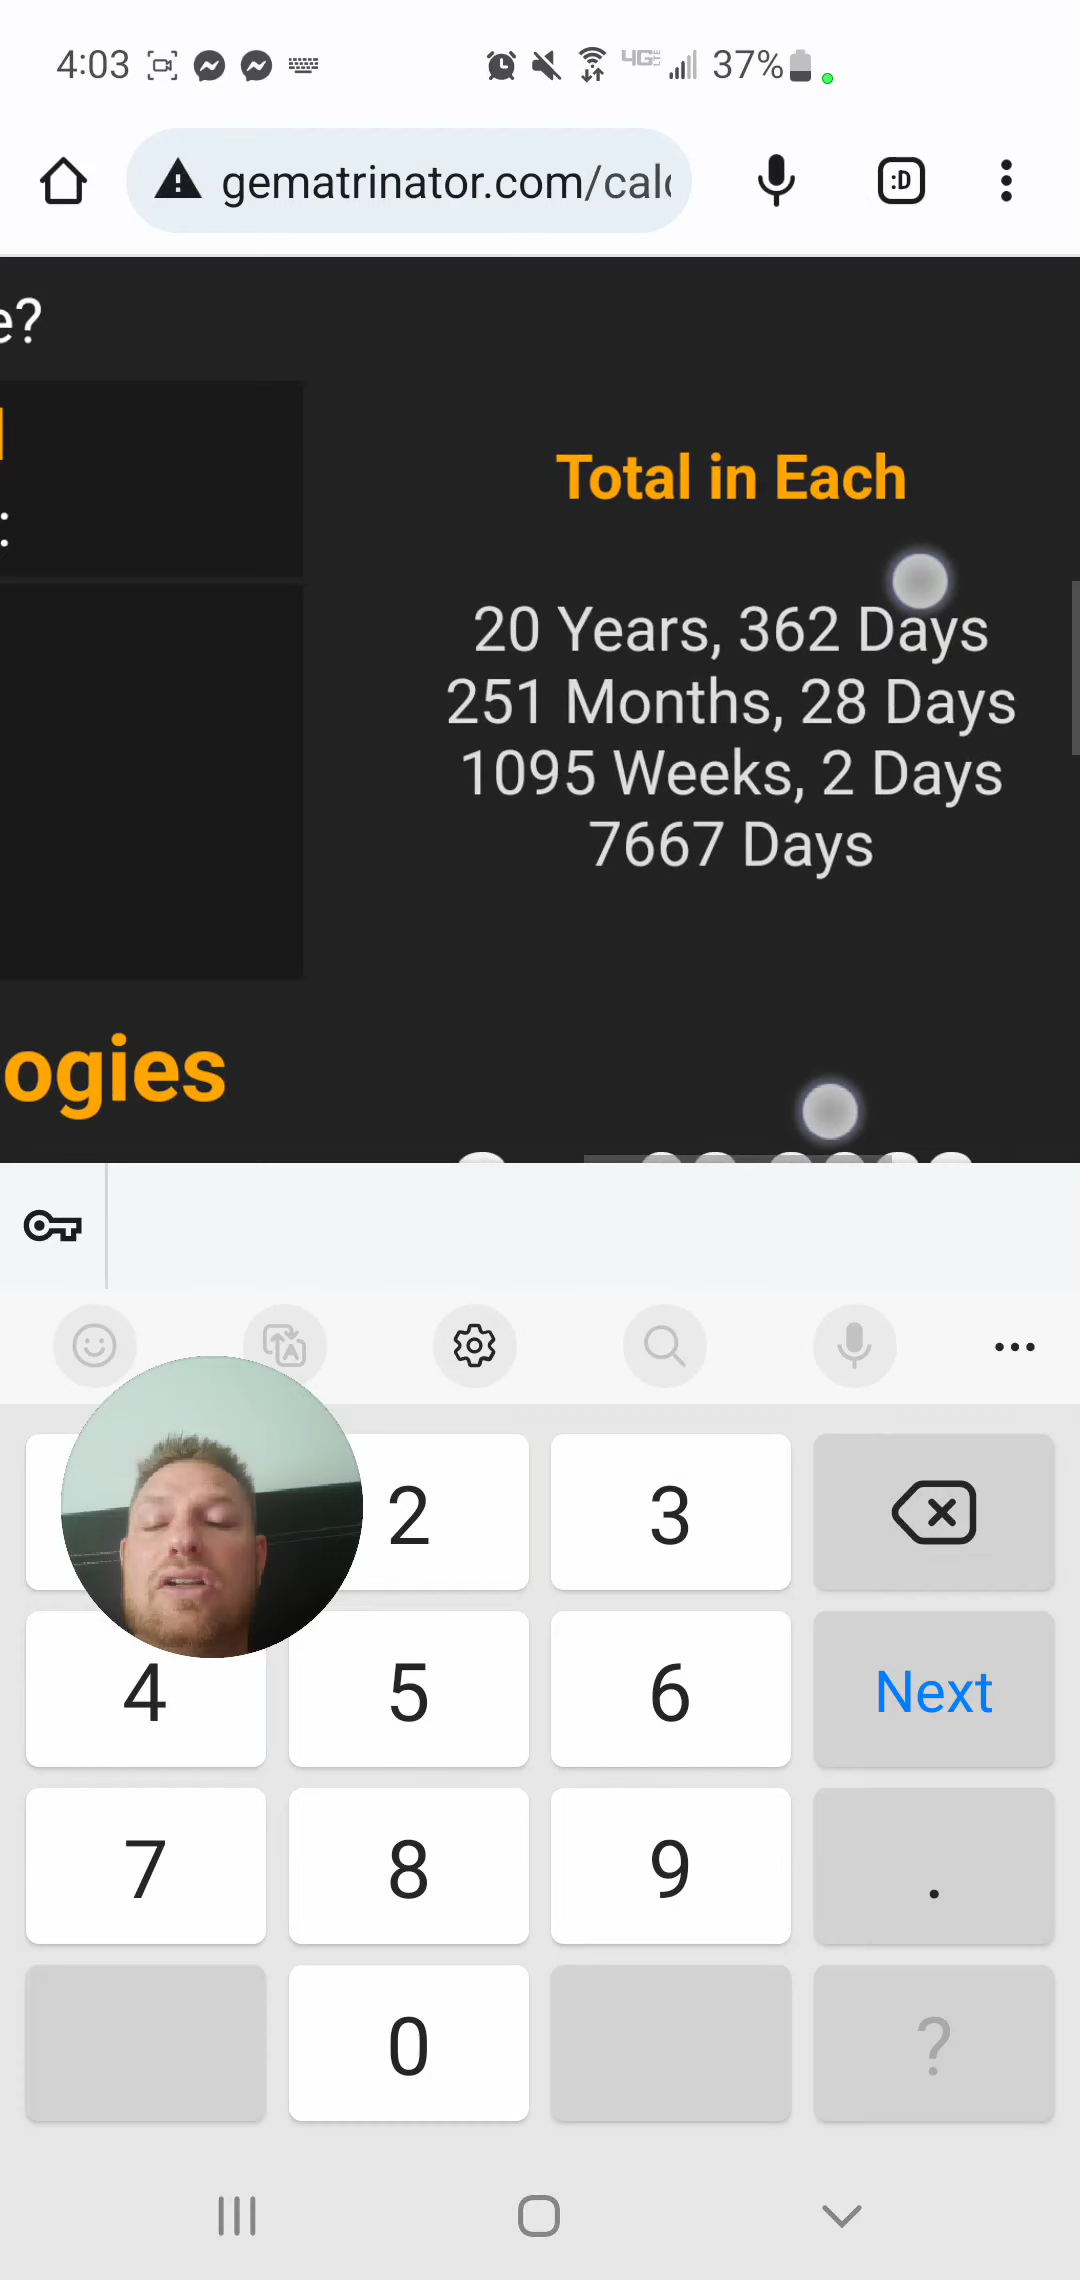 4:03
4G
37%
gematrinator.com/calc
:D
e?
:
Total in Each
20 Years, 362 Days
251 Months, 28 Days
1095 Weeks, 2 Days
7667 Days
ogies
A
2
3
4
5
6
Next
7
8
9
.
0
?